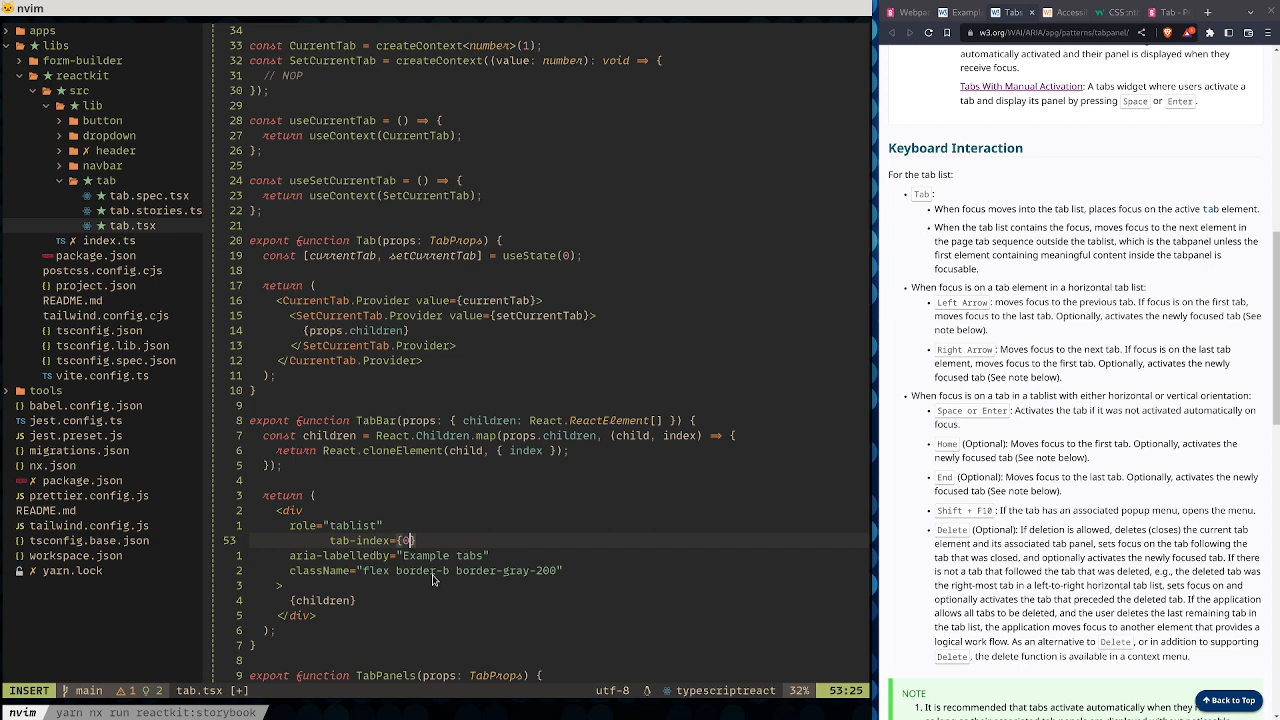 nvim
apps
libs
form-builder
reactkit
src
lib
button
dropdown
header
navbar
tab
tab.spec.tsx
tab.stories.ts
tab.tsx
TS index.ts
package.json
postcss.config.cjs
project.json
README.md
tailwind.config.cjs
tsconfig.json
tsconfig.lib.json
tsconfig.spec.json
vite.config.ts
tools
babel.config.json
jest.config.ts
jest.preset.js
migrations.json
nx.json
package.json
prettier.config.js
README.md
tailwind.config.js
tsconfig.base.json
workspace.json
yarn.lock
34
33 const CurrentTab = createContext<number>(1);
32 const SetCurrentTab = createContext((value: number): void => {
31 // NOP
30 });
29
28 const useCurrentTab = () => {
27 return useContext(CurrentTab);
26 };
25
24 const useSetCurrentTab = () => {
23 return useContext(SetCurrentTab);
22 };
21
20 export function Tab(props: TabProps) {
19 const [currentTab, setCurrentTab] = useState(0);
18
17 return (
16 <CurrentTab.Provider value={currentTab}>
15 <SetCurrentTab.Provider value={setCurrentTab}>
14 {props.children}
13 </SetCurrentTab.Provider>
12 </CurrentTab.Provider>
11 );
10 }
9
8 export function TabBar(props: { children: React.ReactElement[] }) {
7 const children = React.Children.map(props.children, (child, index) => {
6 return React.cloneElement(child, { index });
5 });
4
3 return (
2 <div
1 role="tablist"
53 tab-index={0}
1 aria-labelledby="Example tabs"
2 className="flex border-b border-gray-200"
3 >
4 {children}
5 </div>
6 );
7 }
8
9 export function TabPanels(props: TabProps) {
INSERT main 1 2 tab.tsx [+] utf-8 typescriptreact 32% 53:25
nvim yarn nx run reactkit:storybook
Webpa Examp Tabs Accessi CSS:nth Tab - Pr
w3.org/WAI/ARIA/apg/patterns/tabpanel/
automatically activated and their panel is displayed when they
receive focus.
Tabs With Manual Activation: A tabs widget where users activate a
tab and display its panel by pressing Space or Enter.
Keyboard Interaction
For the tab list:
Tab:
When focus moves into the tab list, places focus on the active tab element.
When the tab list contains the focus, moves focus to the next element in
the page tab sequence outside the tablist, which is the tabpanel unless the
first element containing meaningful content inside the tabpanel is
focusable.
When focus is on a tab element in a horizontal tab list:
Left Arrow: moves focus to the previous tab. If focus is on the first tab,
moves focus to the last tab. Optionally, activates the newly focused tab (See
note below).
Right Arrow: Moves focus to the next tab. If focus is on the last tab
element, moves focus to the first tab. Optionally, activates the newly
focused tab (See note below).
When focus is on a tab in a tablist with either horizontal or vertical orientation:
Space or Enter: Activates the tab if it was not activated automatically on
focus.
Home (Optional): Moves focus to the first tab. Optionally, activates the
newly focused tab (See note below).
End (Optional): Moves focus to the last tab. Optionally, activates the newly
focused tab (See note below).
Shift + F10: If the tab has an associated popup menu, opens the menu.
Delete (Optional): If deletion is allowed, deletes (closes) the current tab
element and its associated tab panel, sets focus on the tab following the
tab that was closed, and optionally activates the newly focused tab. If there
is not a tab that followed the tab that was deleted, e.g., the deleted tab was
the right-most tab in a left-to-right horizontal tab list, sets focus on and
optionally activates the tab that preceded the deleted tab. If the application
allows all tabs to be deleted, and the user deletes the last remaining tab in
the tab list, the application moves focus to another element that provides a
logical work flow. As an alternative to Delete, or in addition to supporting
Delete, the delete function is available in a context menu.
NOTE
1. It is recommended that tabs activate automatically when they
Back to Top